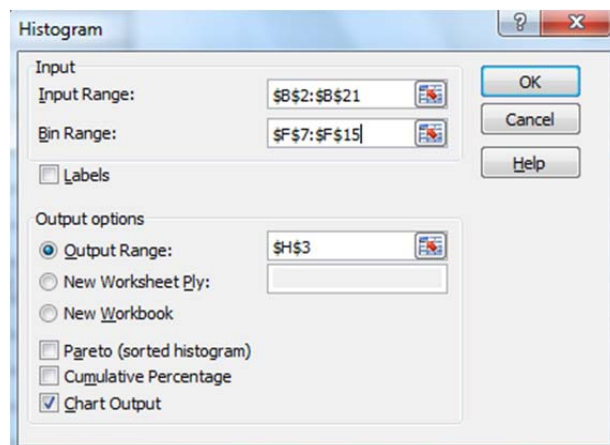 Histogram
Input
Input Range: $B$2:$B$21
Bin Range: $F$7:$F$15
Labels
OK
Cancel
Help
Output options
Output Range: $H$3
New Worksheet Ply:
New Workbook
Pareto (sorted histogram)
Cumulative Percentage
Chart Output